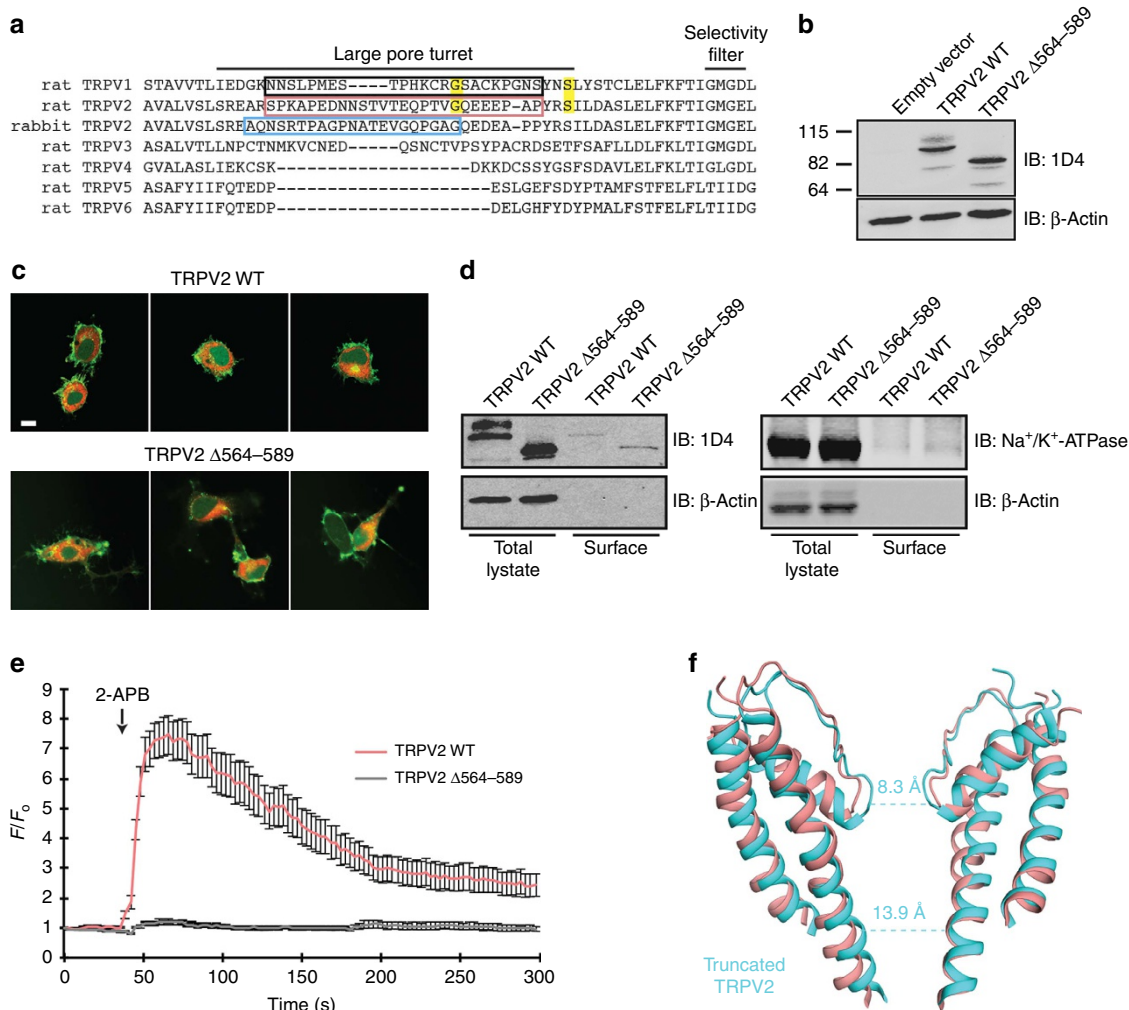 a
Large pore turret
Selectivity
filter
rat TRPV1 STAVVTLIEDGKNNSLPMES----TPHKCRGSACKPGNSYNSLYSTCLELFKFTIGMGDL
rat TRPV2 AVALVSLSREARSPKAPEDNNSTVTEQPTVGQEEEP-APYRSILDASLELFKFTIGMGEL
rabbit TRPV2 AVALVSLSREAQNSRTPAGPNATEVGQPGAGQEDEA-PPYRSILDASLELFKFTIGMGEL
rat TRPV3 ASALVTLLNPCTNMKVCNED-----QSNCTVPSYPACRDSETFSAFLLDLFKLTIGMGDL
rat TRPV4 GVALASLIEKCSK--------------------DKKDCSSYGSFSDAVLELFKLTIGLGDL
rat TRPV5 ASAFYIIFQTEDP----------------------ESLGEFSDYPTAMFSTFELFLTIIDG
rat TRPV6 ASAFYIIFQTEDP----------------------DELGHFYDYPMALFSTFELFLTIIDG
b
Empty vector
TRPV2 WT
TRPV2 Δ564–589
115
82
64
IB: 1D4
IB: β-Actin
c
TRPV2 WT
TRPV2 Δ564–589
d
TRPV2 WT
TRPV2 Δ564–589
TRPV2 WT
TRPV2 Δ564–589
IB: 1D4
IB: β-Actin
Total
lystate
Surface
TRPV2 WT
TRPV2 Δ564–589
TRPV2 WT
TRPV2 Δ564–589
IB: Na⁺/K⁺-ATPase
IB: β-Actin
Total
lystate
Surface
e
2-APB
TRPV2 WT
TRPV2 Δ564–589
F/Fo
9
8
7
6
5
4
3
2
1
0
0 50 100 150 200 250 300
Time (s)
f
8.3 Å
13.9 Å
Truncated
TRPV2